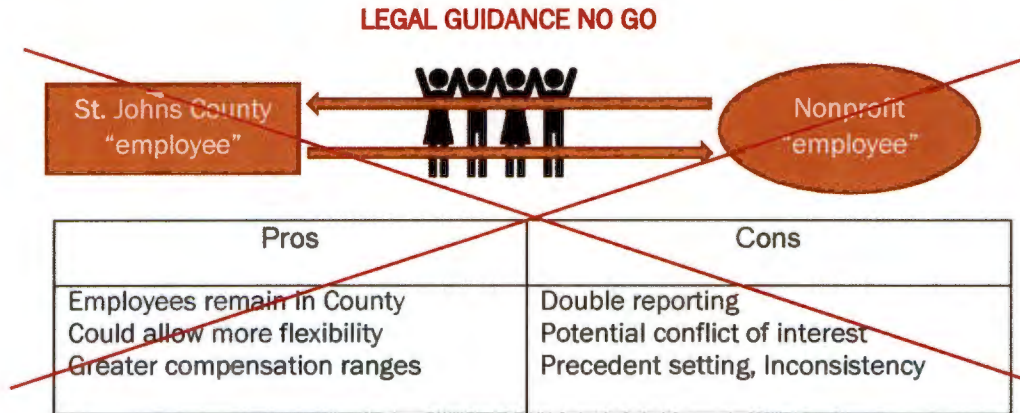 LEGAL GUIDANCE NO GO
St. Johns County
"employee"
Nonprofit
"employee"
Pros
Cons
Employees remain in County
Could allow more flexibility
Greater compensation ranges
Double reporting
Potential conflict of interest
Precedent setting, Inconsistency